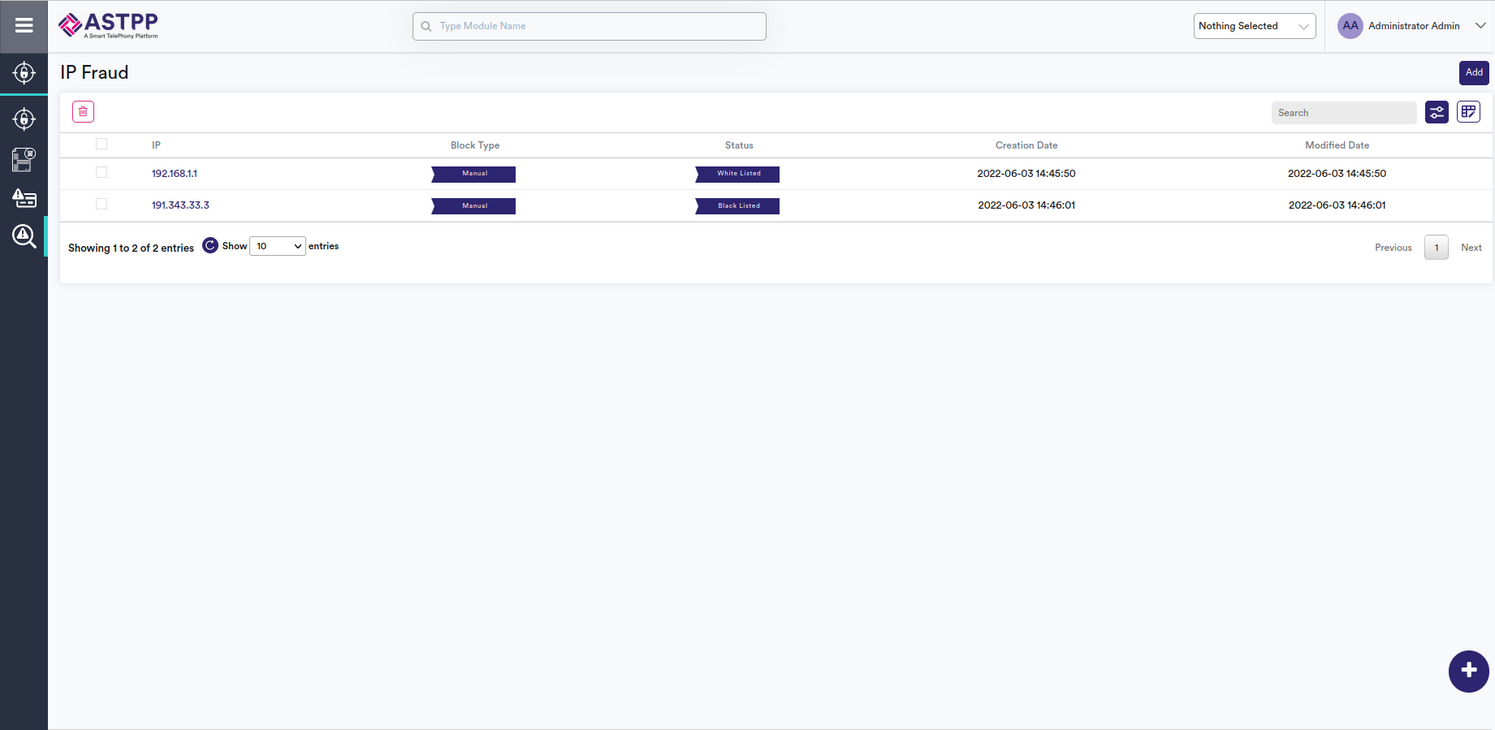 ASTPP
A Smart TelePhony Platform
Type Module Name
Nothing Selected
AA Administrator Admin
IP Fraud
Add
Search
IP Block Type Status Creation Date Modified Date
192.168.1.1 Manual White Listed 2022-06-03 14:45:50 2022-06-03 14:45:50
191.343.33.3 Manual Black Listed 2022-06-03 14:46:01 2022-06-03 14:46:01
Showing 1 to 2 of 2 entries Show 10 entries Previous 1 Next